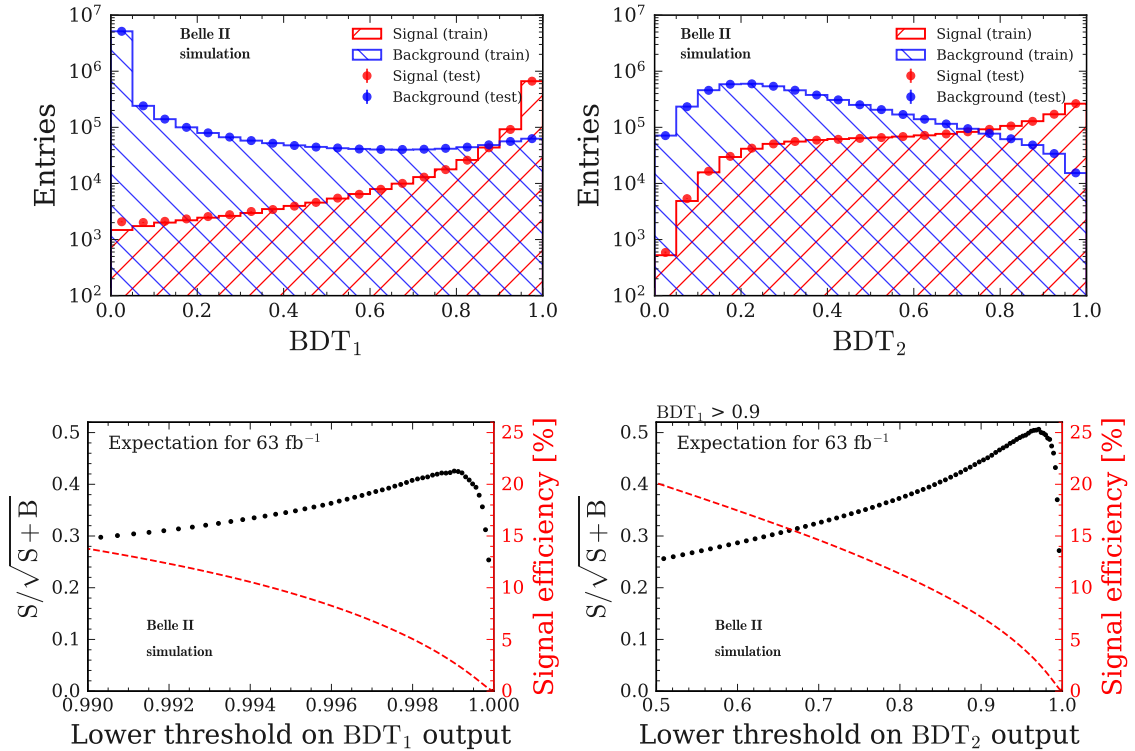 10^7
10^6
10^5
10^4
10^3
10^2
Entries
Belle II
simulation
Signal (train)
Background (train)
Signal (test)
Background (test)
0.0 0.2 0.4 0.6 0.8 1.0
BDT₁
10^7
10^6
10^5
10^4
10^3
10^2
Entries
Belle II
simulation
Signal (train)
Background (train)
Signal (test)
Background (test)
0.0 0.2 0.4 0.6 0.8 1.0
BDT₂
0.5
0.4
0.3
0.2
0.1
0.0
S/√S + B
Expectation for 63 fb⁻¹
Belle II
simulation
25
20
15
10
5
0
Signal efficiency [%]
0.990 0.992 0.994 0.996 0.998 1.000
Lower threshold on BDT₁ output
BDT₁ > 0.9
0.5
0.4
0.3
0.2
0.1
0.0
S/√S + B
Expectation for 63 fb⁻¹
Belle II
simulation
25
20
15
10
5
0
Signal efficiency [%]
0.5 0.6 0.7 0.8 0.9 1.0
Lower threshold on BDT₂ output